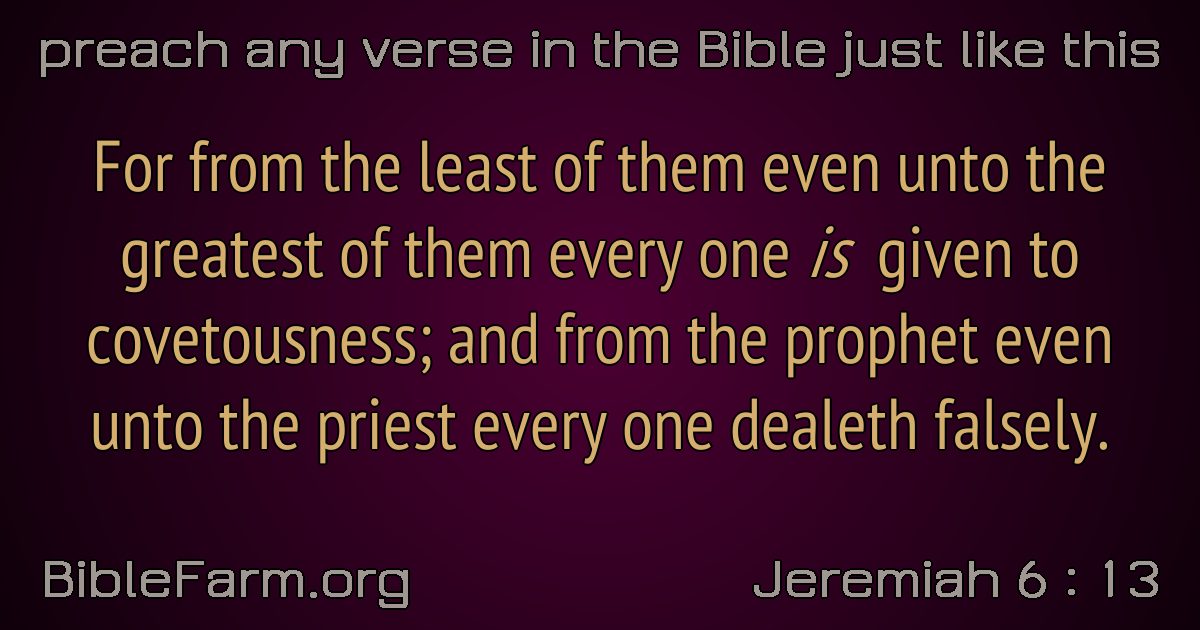 preach any verse in the Bible just like this
For from the least of them even unto the
greatest of them every one is given to
covetousness; and from the prophet even
unto the priest every one dealeth falsely.
BibleFarm.org
Jeremiah 6 : 13